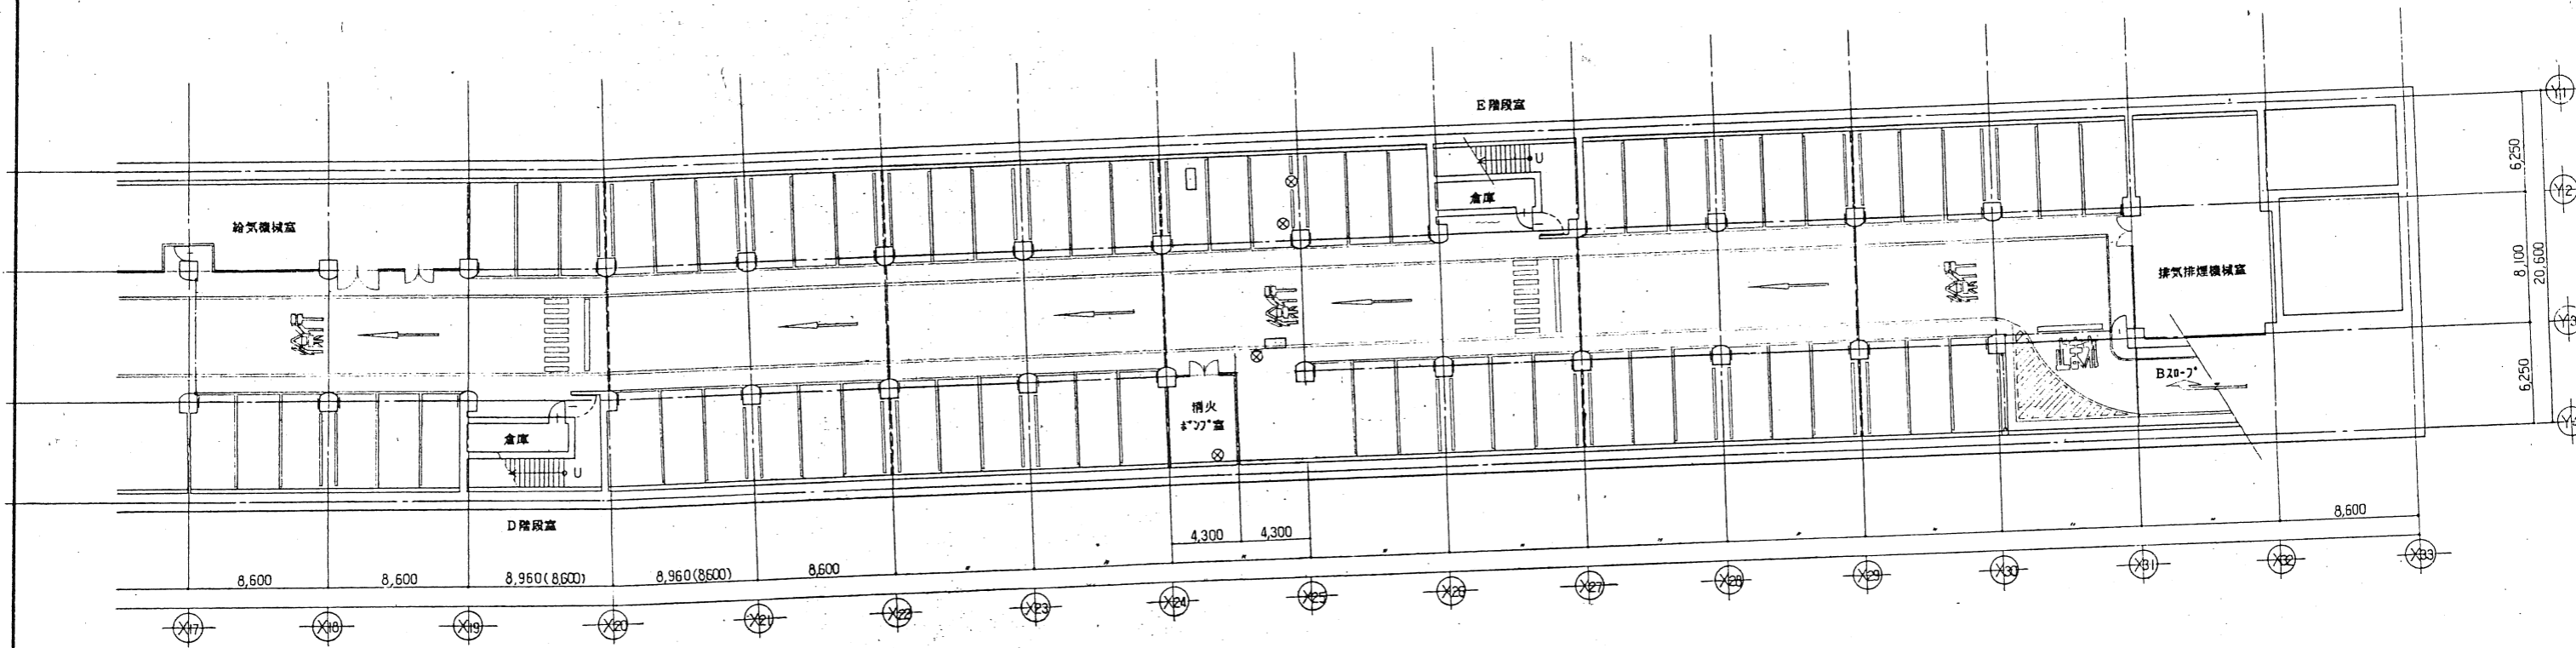 E階段室
U
倉庫
給気機械室
排気排煙機械室
Bスロープ
消火
ポンプ室
倉庫
U
D階段室
6,250
8,100
20,600
6,250
Y1
Y2
Y3
4,300
4,300
8,600
8,600
8,600
8,960(8,600)
8,960(8,600)
8,600
X17
X18
X19
X20
X21
X22
X23
X24
X25
X26
X27
X28
X29
X30
X31
X32
X33